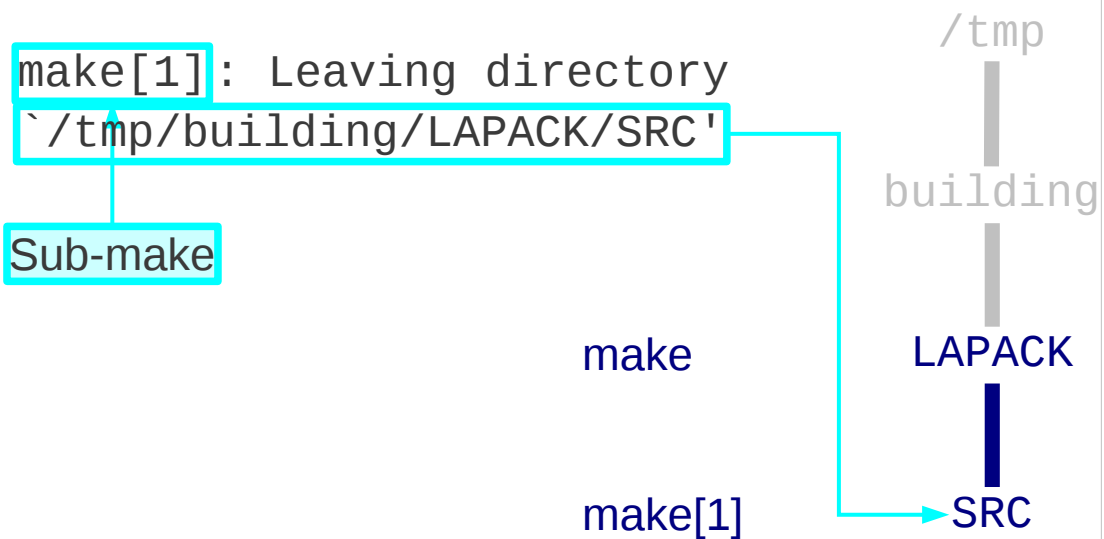 /tmp
make[1]: Leaving directory
`/tmp/building/LAPACK/SRC'
building
Sub-make
make LAPACK
make[1] SRC